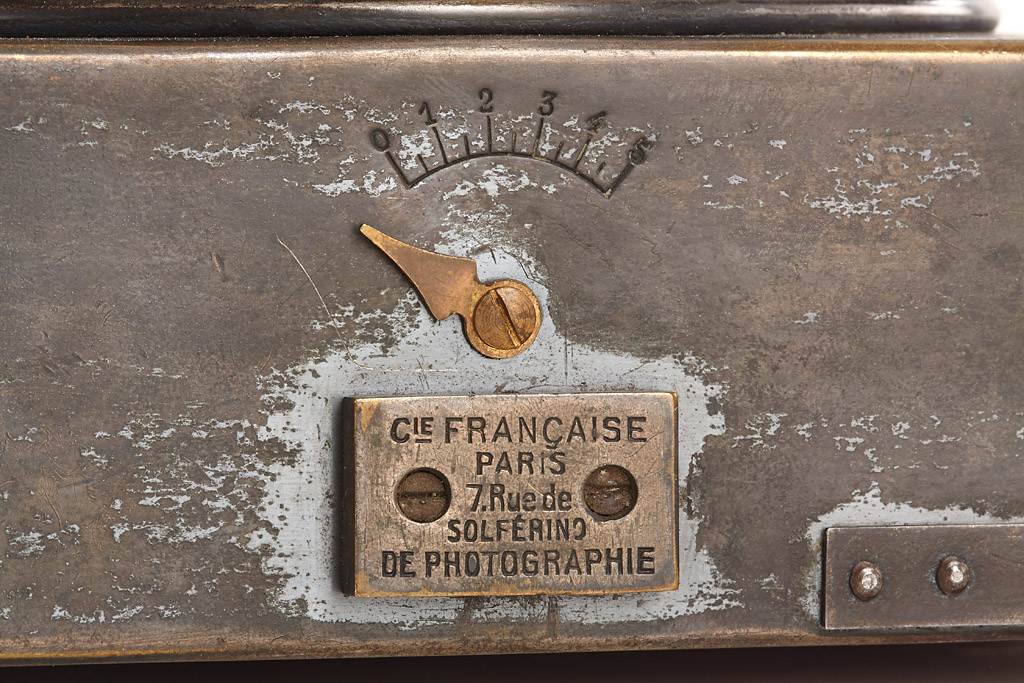 0 1 2 3 4 5
CIE FRANÇAISE
PARIS
7.Rue de
SOLFÉRINO
DE PHOTOGRAPHIE